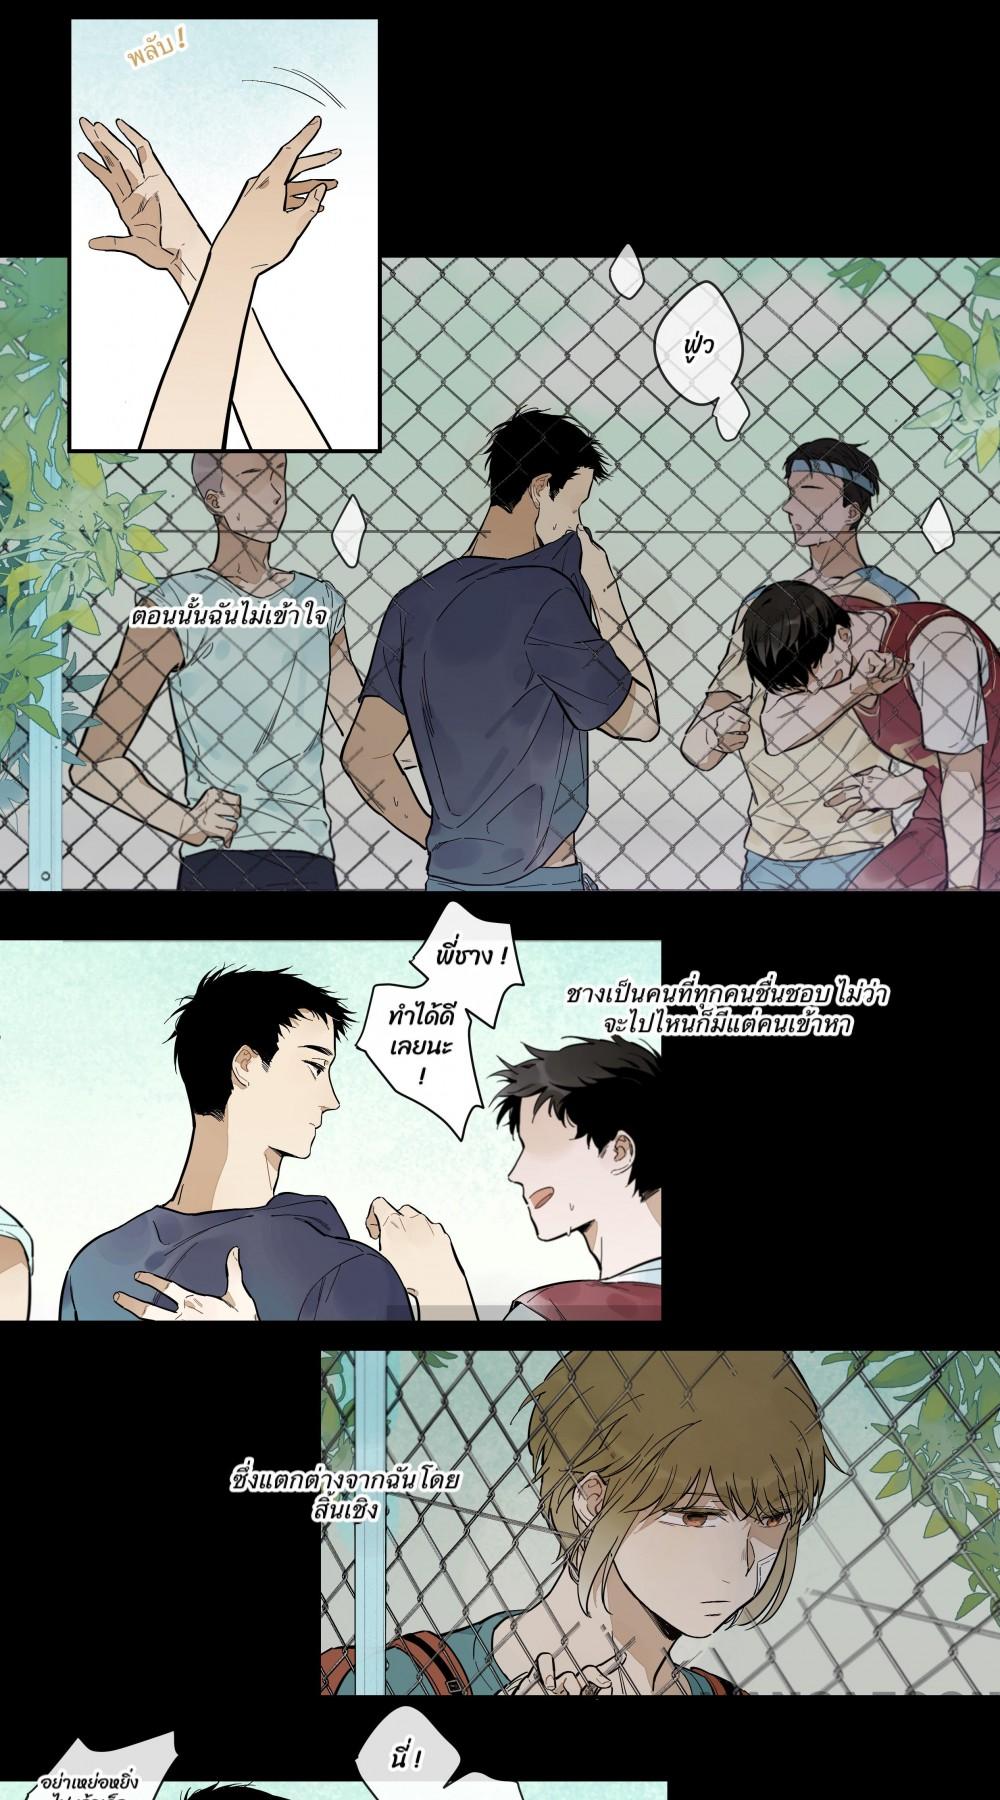 พลับ !
ฟู่ว
ตอนนั้นฉันไม่เข้าใจ
พี่ชาง !
ทำได้ดี
เลยนะ
!
ชางเป็นคนที่ทุกคนชื่นชอบ ไม่ว่า
จะไปไหนก็มีแต่คนเข้าหา
ซึ่งแตกต่างจากฉันโดย
สิ้นเชิง
นี่ !
อย่าเหย่อหยิ่ง